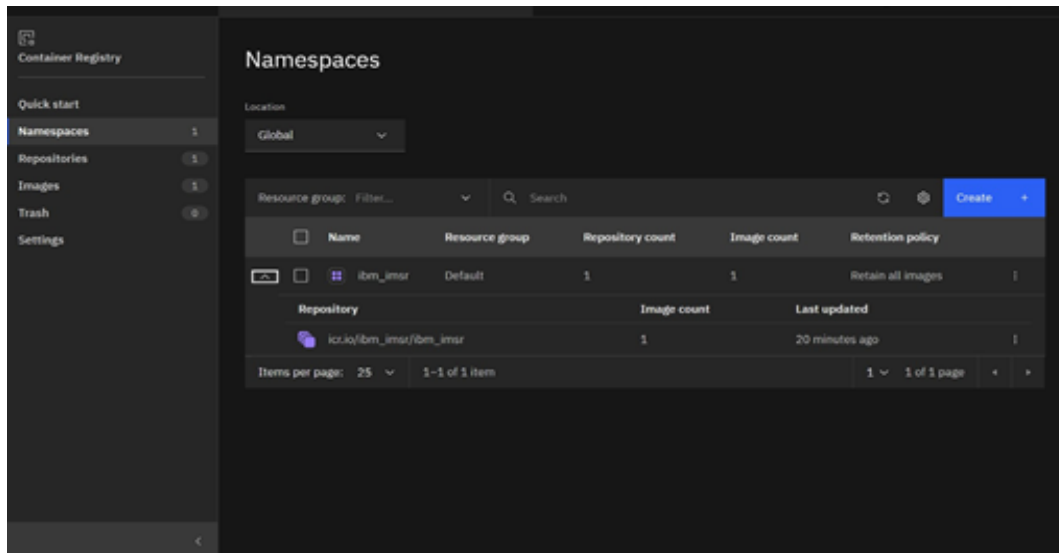 Container Registry
Quick start
Namespaces 1
Repositories 1
Images 1
Trash 0
Settings
Namespaces
Location
Global
Resource group: Filter... Search Create +
Name Resource group Repository count Image count Retention policy
ibm_imsr Default 1 1 Retain all images
Repository Image count Last updated
icr.io/ibm_imsr/ibm_imsr 1 20 minutes ago
Items per page: 25 1–1 of 1 item 1 1 of 1 page